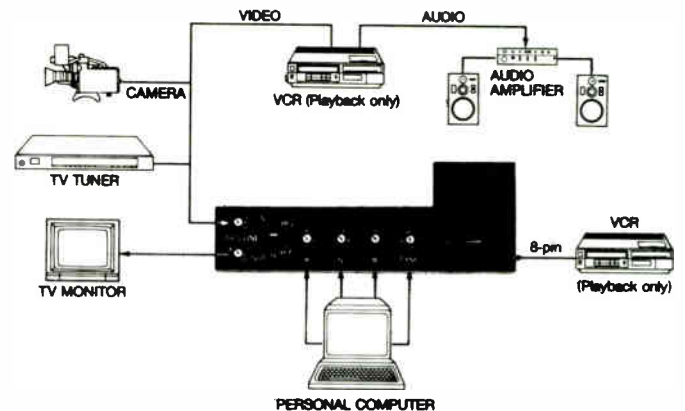 VIDEO
AUDIO
CAMERA
VCR (Playback only)
AUDIO
AMPLIFIER
TV TUNER
8-pin
VCR
(Playback only)
TV MONITOR
PERSONAL COMPUTER